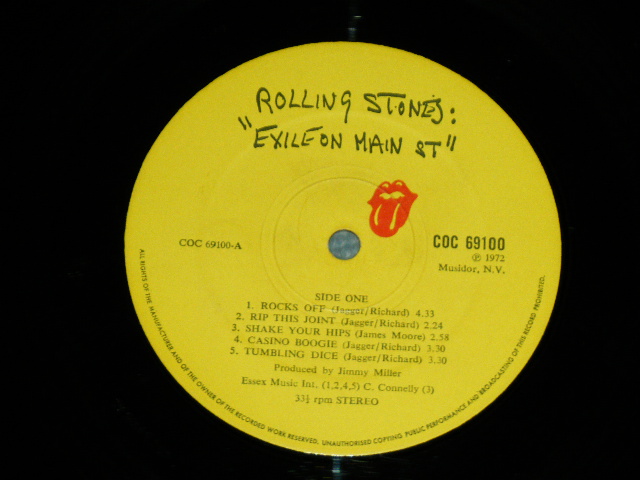 ROLLING STONES:
"EXILE ON MAIN ST"
COC 69100-A
COC 69100
℗ 1972
Musidor, N.V.
SIDE ONE
1. ROCKS OFF (Jagger/Richard) 4.33
2. RIP THIS JOINT (Jagger/Richard) 2.24
3. SHAKE YOUR HIPS (James Moore) 2.58
4. CASINO BOOGIE (Jagger/Richard) 3.30
5. TUMBLING DICE (Jagger/Richard) 3.30
Produced by Jimmy Miller
Essex Music Int. (1,2,4,5) C. Connelly (3)
33⅓ rpm STEREO
ALL RIGHTS OF THE MANUFACTURER AND OF THE OWNER OF THE RECORDED WORK RESERVED. UNAUTHORISED COPYING PUBLIC PERFORMANCE AND BROADCASTING OF THIS RECORD PROHIBITED.